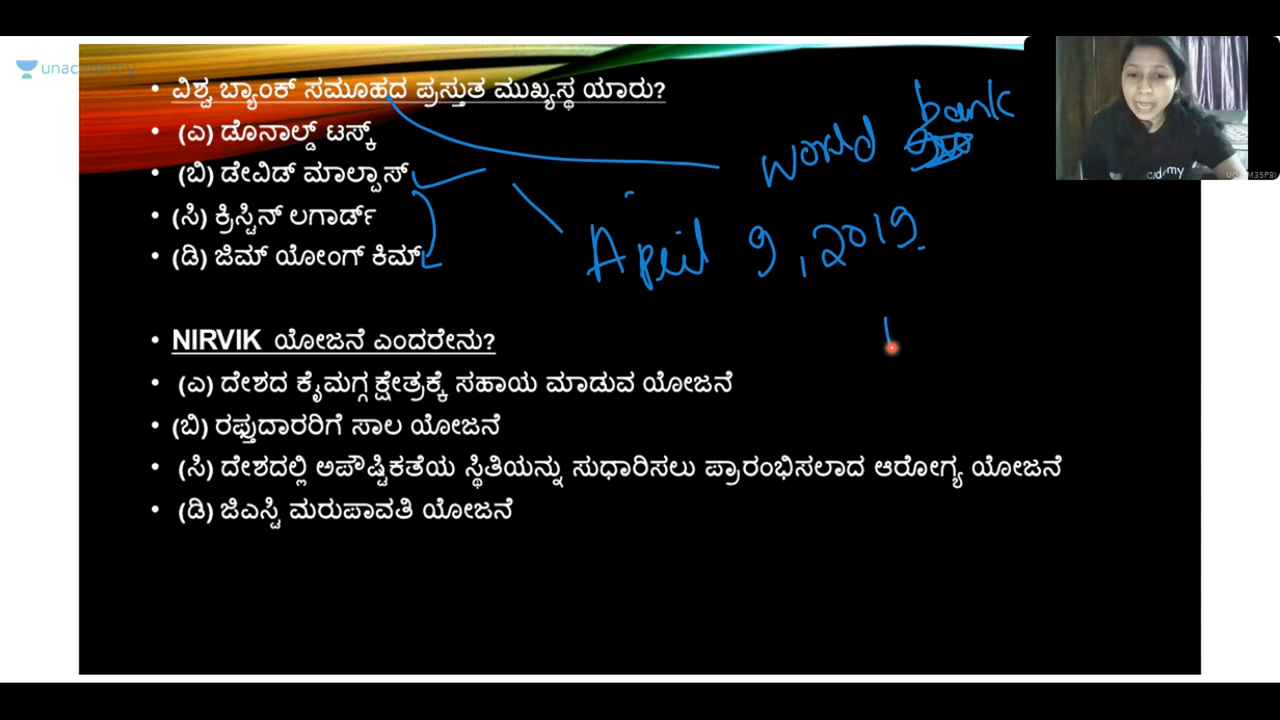 unacademy
• ವಿಶ್ವ ಬ್ಯಾಂಕ್ ಸಮೂಹದ ಪ್ರಸ್ತುತ ಮುಖ್ಯಸ್ಥ ಯಾರು?
• (ಎ) ಡೊನಾಲ್ಡ್ ಟಸ್ಕ್
• (ಬಿ) ಡೇವಿಡ್ ಮಾಲ್ಪಾಸ್
• (ಸಿ) ಕ್ರಿಸ್ಟಿನ್ ಲಗಾರ್ಡ್
• (ಡಿ) ಜಿಮ್ ಯೋಂಗ್ ಕಿಮ್
world bank
April 9, 2019
• NIRVIK ಯೋಜನೆ ಎಂದರೇನು?
• (ಎ) ದೇಶದ ಕೈಮಗ್ಗ ಕ್ಷೇತ್ರಕ್ಕೆ ಸಹಾಯ ಮಾಡುವ ಯೋಜನೆ
• (ಬಿ) ರಫ್ತುದಾರರಿಗೆ ಸಾಲ ಯೋಜನೆ
• (ಸಿ) ದೇಶದಲ್ಲಿ ಅಪೌಷ್ಟಿಕತೆಯ ಸ್ಥಿತಿಯನ್ನು ಸುಧಾರಿಸಲು ಪ್ರಾರಂಭಿಸಲಾದ ಆರೋಗ್ಯ ಯೋಜನೆ
• (ಡಿ) ಜಿಎಸ್ಟಿ ಮರುಪಾವತಿ ಯೋಜನೆ